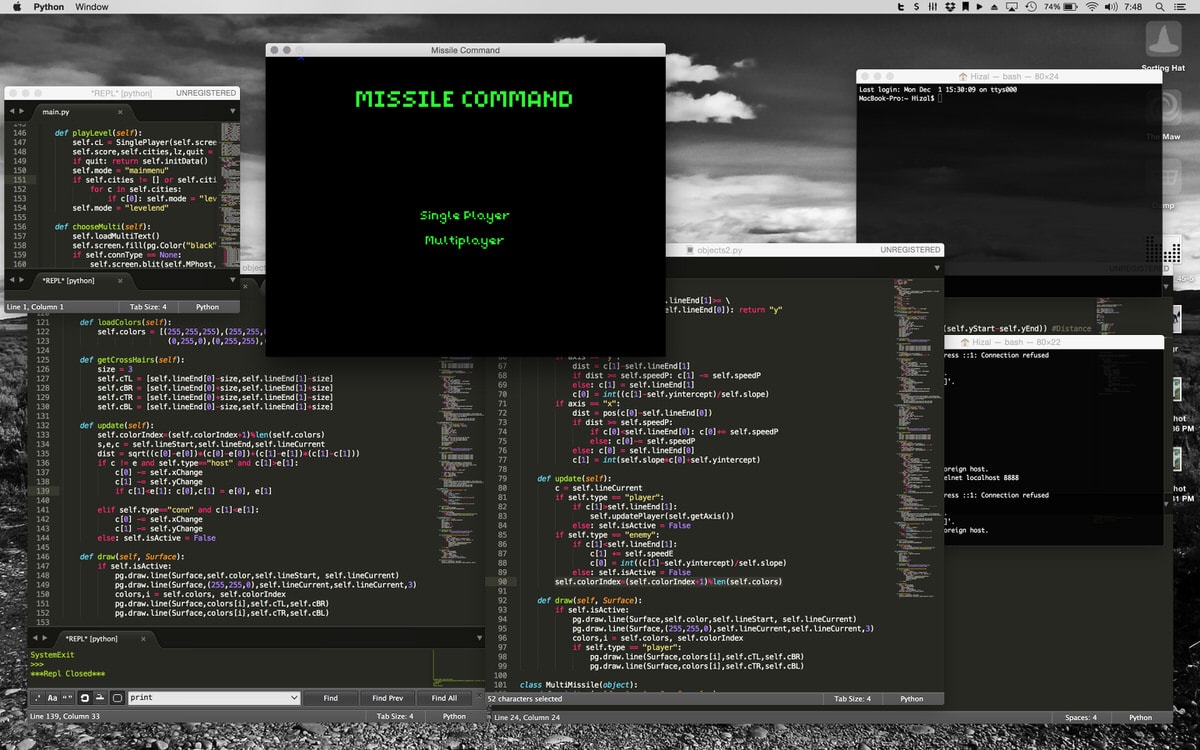 Python Window
74% 7:48
Missile Command
MISSILE COMMAND
Single Player
Multiplayer
Sorting Hat
The Maw
Hizal — bash — 80×24
Last login: Mon Dec 1 15:30:09 on ttys000
MacBook-Pro:~ Hizal$
*REPL* [python] UNREGISTERED
main.py
146 def playLevel(self):
147 self.cL = SinglePlayer(self.scree
148 self.score,self.cities,lz,quit =
149 if quit: return self.initData()
150 self.mode = "mainmenu"
151 if self.cities != [] or self.citi
152 for c in self.cities:
153 if c[0]: self.mode = "lev
154 self.mode = "levelend"
155
156 def chooseMulti(self):
157 self.loadMultiText()
158 self.screen.fill(pg.Color("black"
159 if self.connType == None:
160 self.screen.blit(self.MPhost,
*REPL* [python]
Line 1, Column 1 Tab Size: 4 Python
121 def loadColors(self):
122 self.colors = [(255,255,255),(255,255,
123 (0,255,0),(0,255,255),
124
125 def getCrossHairs(self):
126 size = 3
127 self.cTL = [self.lineEnd[0]-size,self.lineEnd[1]-size]
128 self.cBR = [self.lineEnd[0]-size,self.lineEnd[1]-size]
129 self.cTR = [self.lineEnd[0]+size,self.lineEnd[1]-size]
130 self.cBL = [self.lineEnd[0]-size,self.lineEnd[1]+size]
131
132 def update(self):
133 self.colorIndex=(self.colorIndex+1)%len(self.colors)
134 s,e,c = self.lineStart,self.lineEnd,self.lineCurrent
135 dist = sqrt((c[0]-e[0])*(c[0]-e[0])+(c[1]-e[1])*(c[1]-c[1]))
136 if c != e and self.type=="host" and c[1]>e[1]:
137 c[0] -= self.xChange
138 c[1] -= self.yChange
139 if c[1]<e[1]: c[0],c[1] = e[0], e[1]
140
141 elif self.type=="conn" and c[1]<e[1]:
142 c[0] -= self.xChange
143 c[1] -= self.yChange
144 else: self.isActive = False
145
146 def draw(self, Surface):
147 if self.isActive:
148 pg.draw.line(Surface,self.color,self.lineStart, self.lineCurrent)
149 pg.draw.line(Surface,(255,255,0),self.lineCurrent,self.lineCurrent,3)
150 colors,i = self.colors, self.colorIndex
151 pg.draw.line(Surface,colors[i],self.cTL,self.cBR)
152 pg.draw.line(Surface,colors[i],self.cTR,self.cBL)
153
*REPL* [python]
SystemExit
>>>
***Repl Closed***
print Find Find Prev Find All
Line 139, Column 33 Tab Size: 4 Python
objects2.py UNREGISTERED
.lineEnd[1]>= \
elf.lineEnd[0]): return "y"
66 if axis == "y":
67 dist = c[1]-self.lineEnd[1]
68 if dist >= self.speedP: c[1] -= self.speedP
69 else: c[1] = self.lineEnd[1]
70 c[0] = int((c[1]-self.yintercept)/self.slope)
71 if axis == "x":
72 dist = pos(c[0]-self.lineEnd[0])
73 if dist >= self.speedP:
74 if c[0]<self.lineEnd[0]: c[0]+= self.speedP
75 else: c[0]-= self.speedP
76 else: c[0] = self.lineEnd[0]
77 c[1] = int(self.slope*c[0]+self.yintercept)
78
79 def update(self):
80 c = self.lineCurrent
81 if self.type == "player":
82 if c[1]>self.lineEnd[1]:
83 self.updatePlayer(self.getAxis())
84 else: self.isActive = False
85 if self.type == "enemy":
86 if c[1]<self.lineEnd[1]:
87 c[1] += self.speedE
88 c[0] = int((c[1]-self.yintercept)/self.slope)
89 else: self.isActive = False
90 self.colorIndex=(self.colorIndex+1)%len(self.colors)
91
92 def draw(self, Surface):
93 if self.isActive:
94 pg.draw.line(Surface,self.color,self.lineStart, self.lineCurrent)
95 pg.draw.line(Surface,(255,255,0),self.lineCurrent,self.lineCurrent,3)
96 colors,i = self.colors, self.colorIndex
97 if self.type == "player":
98 pg.draw.line(Surface,colors[i],self.cTL,self.cBR)
99 pg.draw.line(Surface,colors[i],self.cTR,self.cBL)
100
101 class MultiMissile(object):
52 characters selected Tab Size: 4 Python
Line 24, Column 24 Spaces: 4 Python
UNREGISTERED
(self.yStart-self.yEnd)) #Distance
Hizal — bash — 80×22
ress ::1: Connection refused
]'.
oreign host.
elnet localhost 8888
ress ::1: Connection refused
]'.
oreign host.